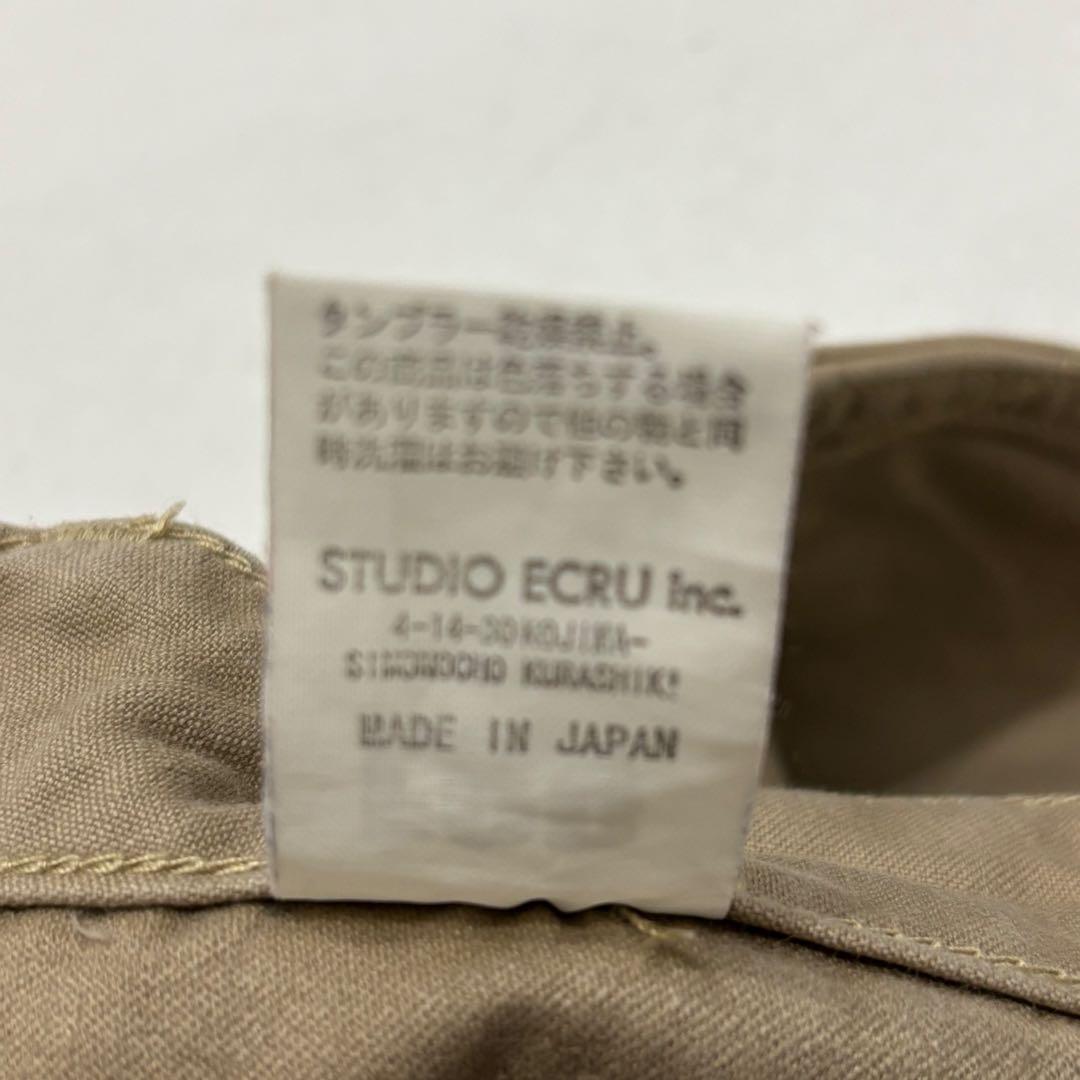 タンブラー乾燥禁止。
この商品は色落ちする場合
がありますので他の物と同
時洗濯はお避け下さい。
STUDIO ECRU inc.
4-14-30KOJIMA-
SIMONOCHO KURASHIKI
MADE IN JAPAN